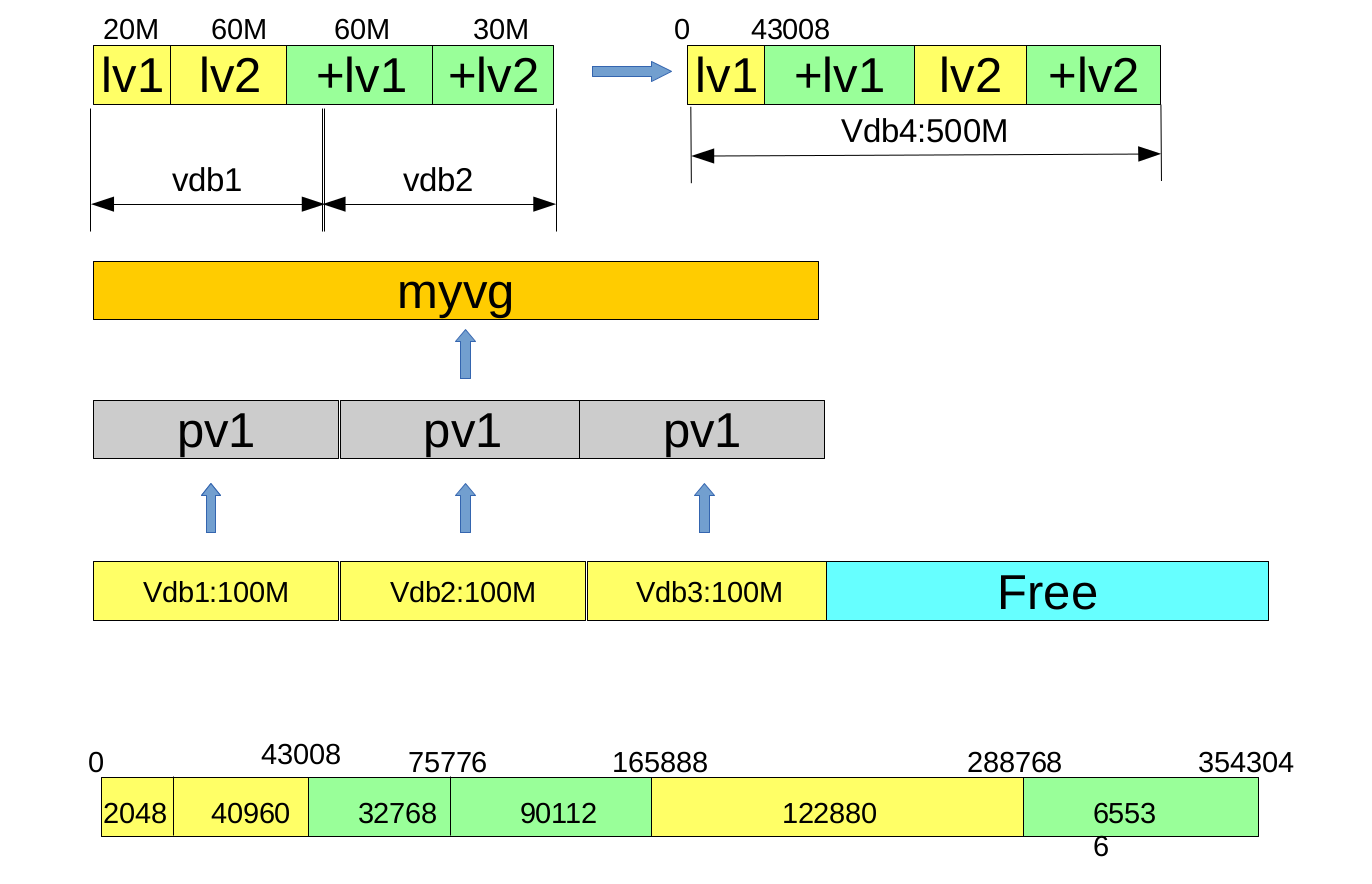 20M 60M 60M 30M 0 43008
lv1 lv2 +lv1 +lv2 lv1 +lv1 lv2 +lv2
Vdb4:500M
vdb1 vdb2
myvg
pv1 pv1 pv1
Vdb1:100M Vdb2:100M Vdb3:100M Free
0 43008 75776 165888 288768 354304
2048 40960 32768 90112 122880 6553
6